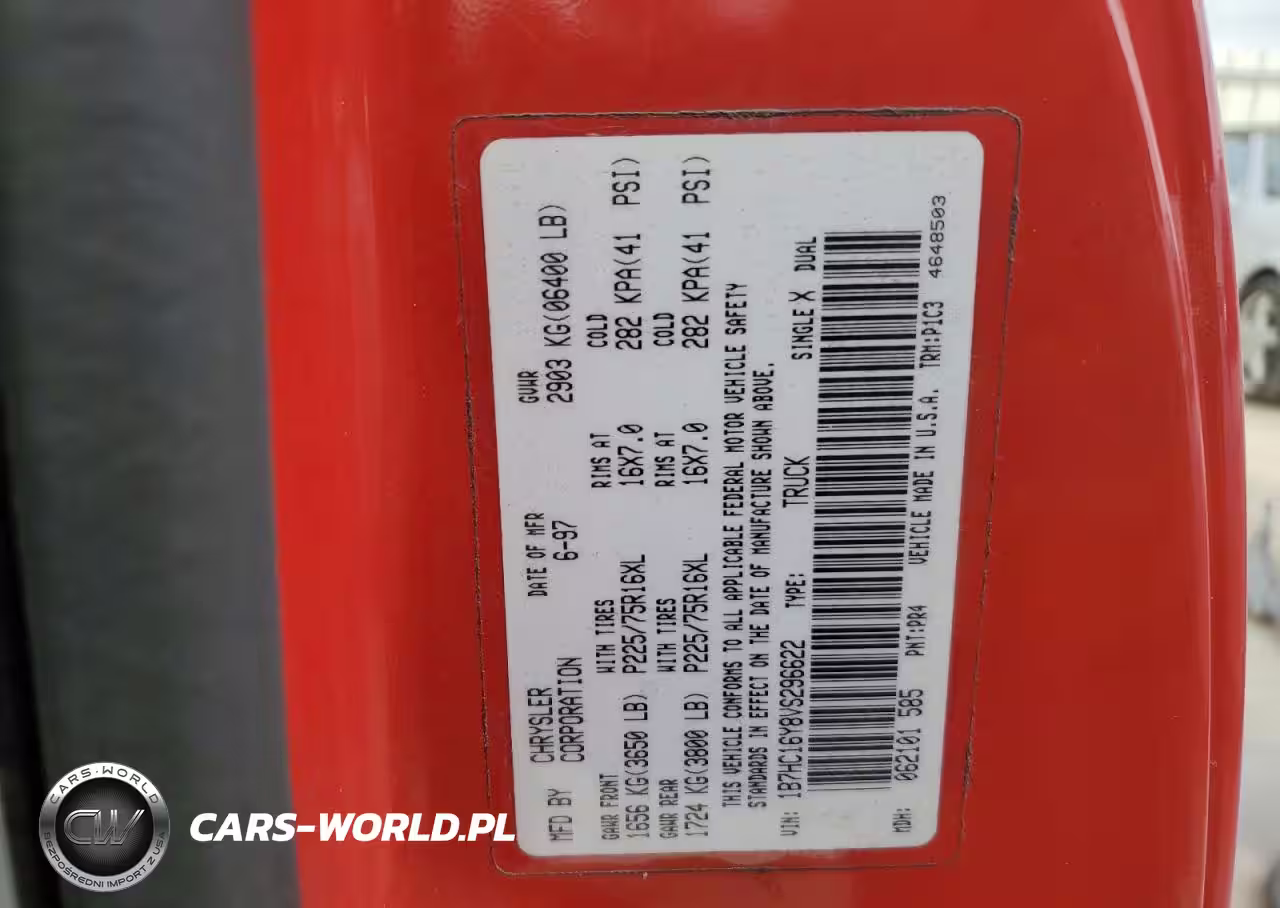 MFD BY CHRYSLER CORPORATION DATE OF MFR 6-97 GVWR 2903 KG(06400 LB)
GAWR FRONT WITH TIRES RIMS AT COLD
1656 KG(3650 LB) P225/75R16XL 16X7.0 282 KPA(41 PSI)
GAWR REAR WITH TIRES RIMS AT COLD
1724 KG(3800 LB) P225/75R16XL 16X7.0 282 KPA(41 PSI)
THIS VEHICLE CONFORMS TO ALL APPLICABLE FEDERAL MOTOR VEHICLE SAFETY
STANDARDS IN EFFECT ON THE DATE OF MANUFACTURE SHOWN ABOVE.
VIN: 1B7HC16Y8VS296622 TYPE: TRUCK SINGLE X DUAL
MDH: 062101 585 PNT:PR4 VEHICLE MADE IN U.S.A. TRM:P1C3 4648503
CARS-WORLD
CW
BEZPOŚREDNI IMPORT Z USA
CARS-WORLD.PL